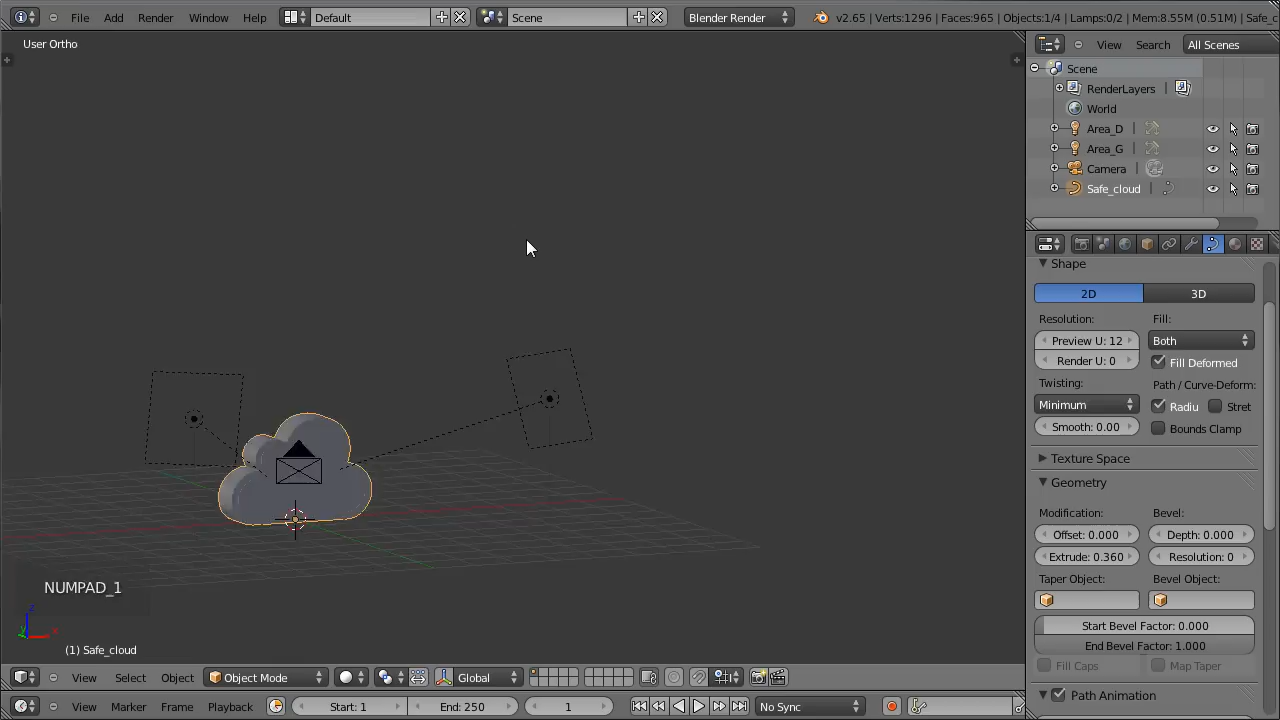 File Add Render Window Help Default Scene Blender Render v2.65 | Verts:1296 | Faces:965 | Objects:1/4 | Lamps:0/2 | Mem:8.55M (0.51M) | Safe_c
User Ortho
View Search All Scenes
Scene
RenderLayers |
World
Area_D |
Area_G |
Camera |
Safe_cloud |
Shape
2D 3D
Resolution: Fill:
Preview U: 12 Both
Render U: 0 Fill Deformed
Twisting: Path / Curve-Deform:
Minimum Radiu Stret
Smooth: 0.00 Bounds Clamp
Texture Space
Geometry
Modification: Bevel:
Offset: 0.000 Depth: 0.000
Extrude: 0.360 Resolution: 0
Taper Object: Bevel Object:
Start Bevel Factor: 0.000
End Bevel Factor: 1.000
Fill Caps Map Taper
Path Animation
NUMPAD_1
z
y x
(1) Safe_cloud
View Select Object Object Mode Global
View Marker Frame Playback Start: 1 End: 250 1 No Sync